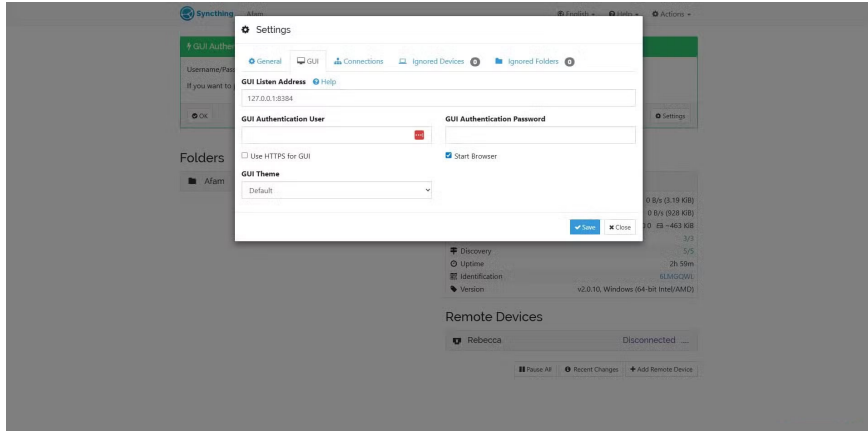 Syncthing Afam English Help Actions
Settings
GUI Authen
General GUI Connections Ignored Devices 0 Ignored Folders 0
Username/Pass
If you want to p
GUI Listen Address Help
127.0.0.1:8384
OK Settings
GUI Authentication User GUI Authentication Password
Use HTTPS for GUI Start Browser
Folders
GUI Theme
Afam
Default
0 B/s (3.19 KiB)
0 B/s (928 KiB)
0 ~463 KiB
Save Close
3/3
Discovery 5/5
Uptime 2h 59m
Identification
Version v2.0.10, Windows (64-bit Intel/AMD)
Remote Devices
Rebecca Disconnected
Pause All Recent Changes Add Remote Device